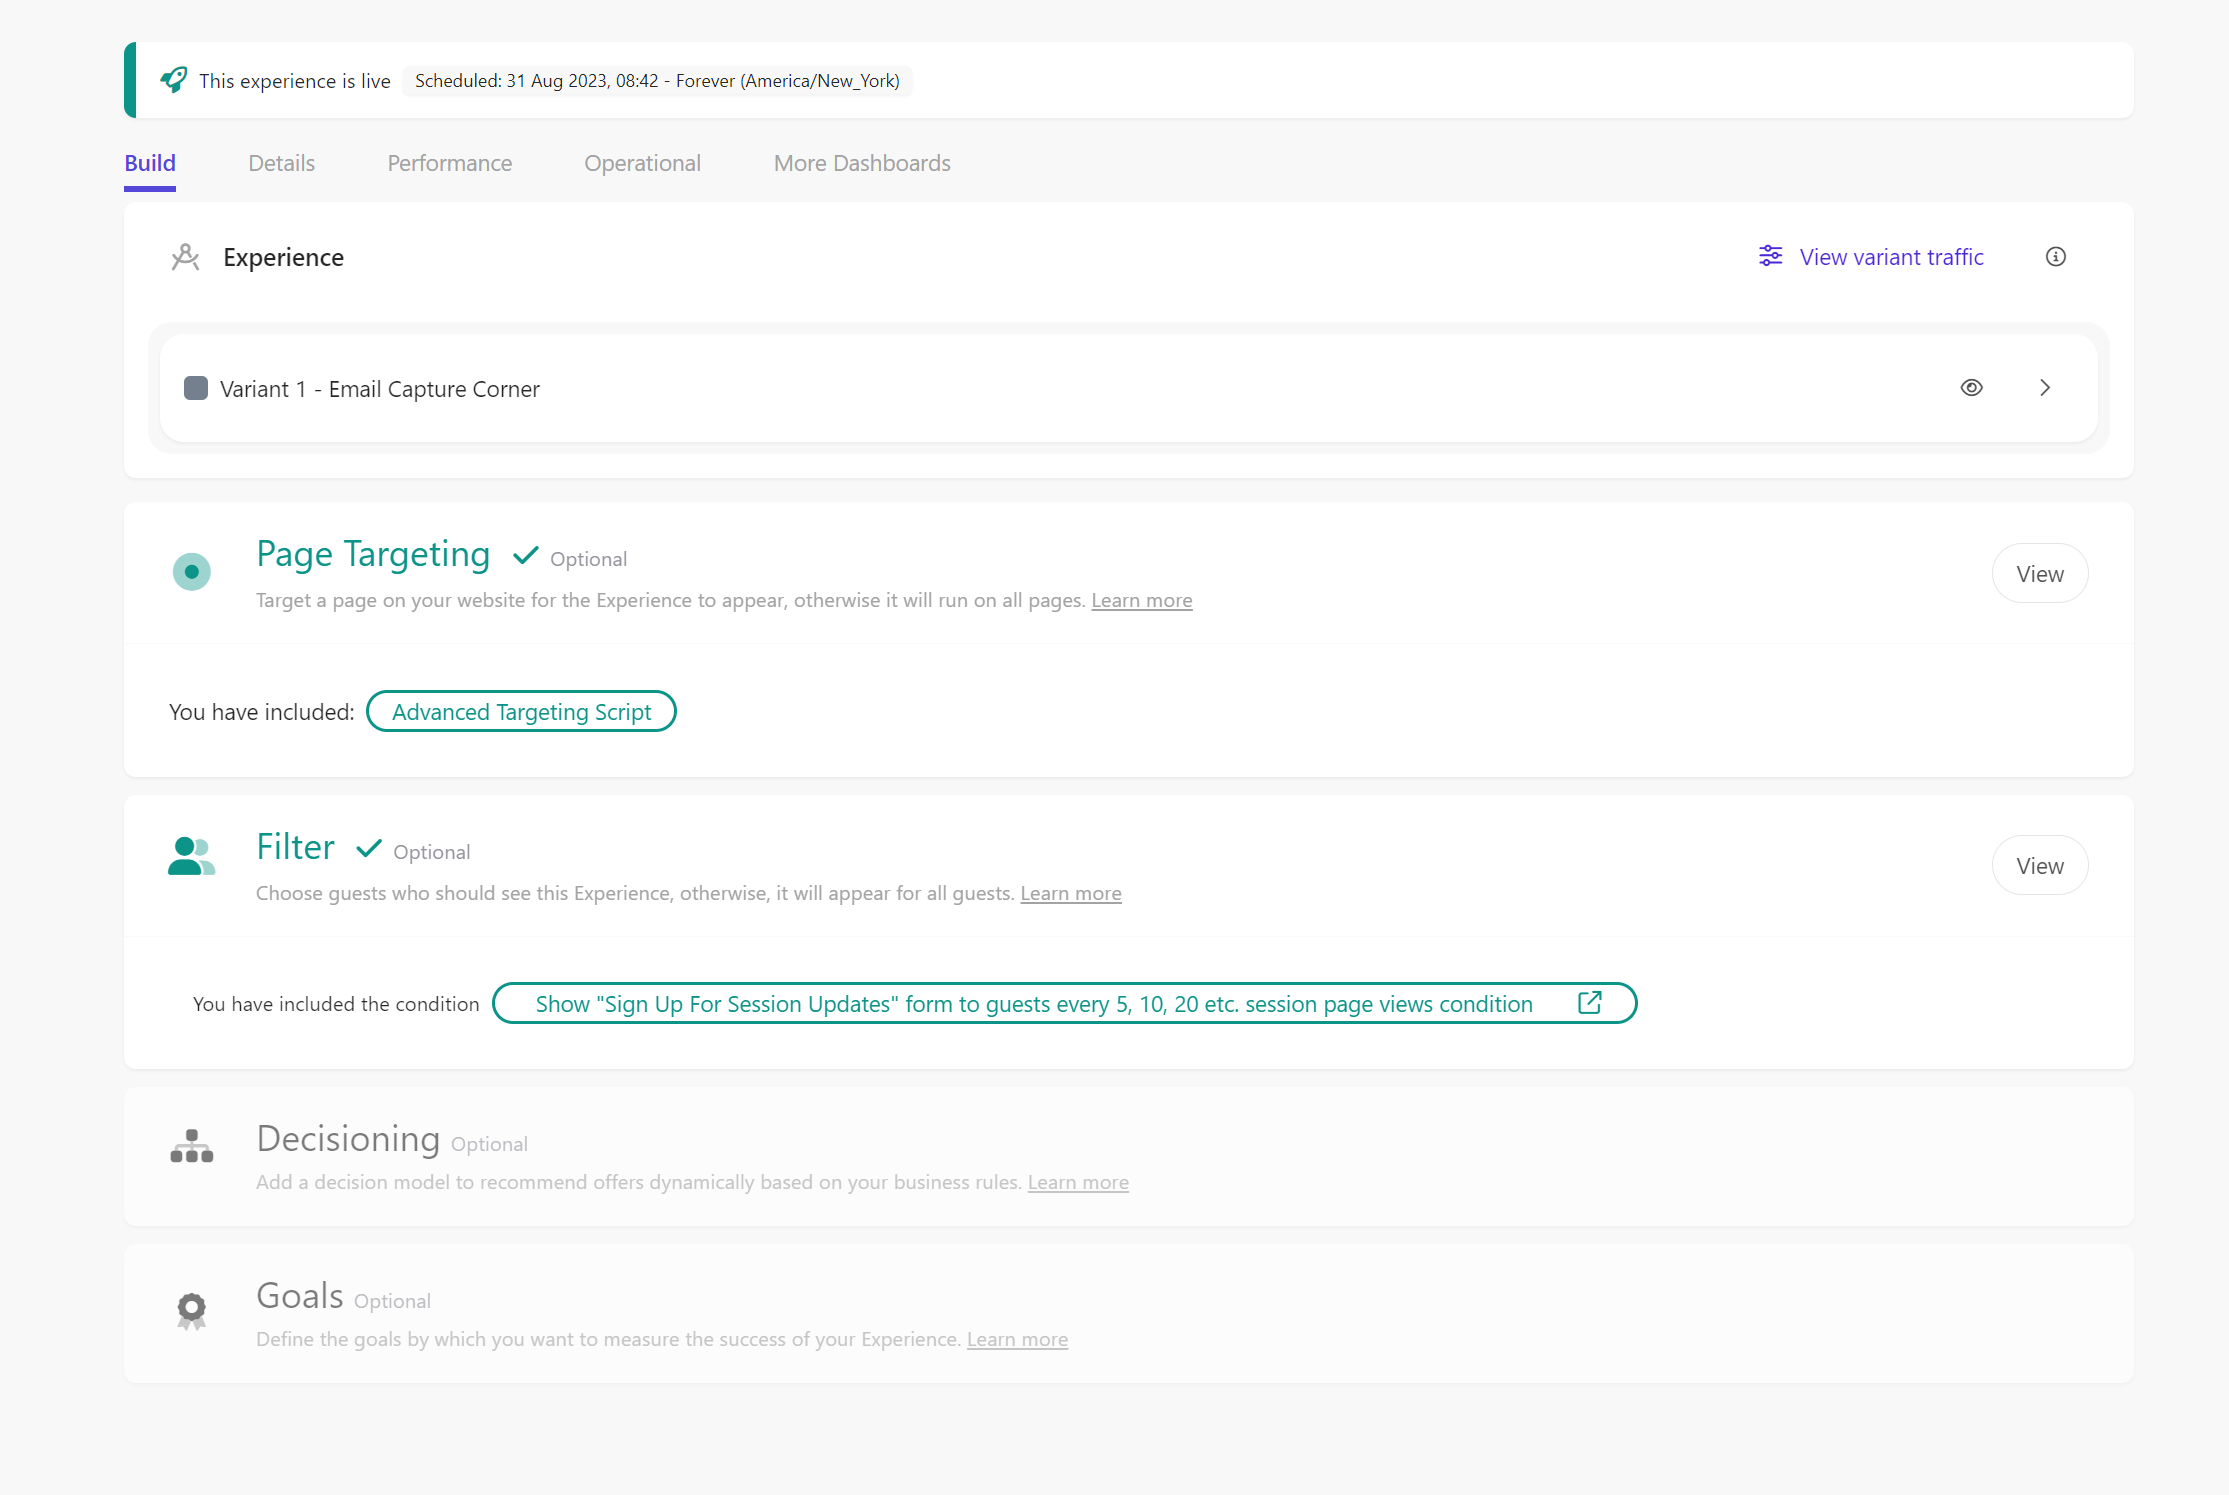 This experience is live Scheduled: 31 Aug 2023, 08:42 - Forever (America/New_York)
Build Details Performance Operational More Dashboards
Experience View variant traffic
Variant 1 - Email Capture Corner
Page Targeting Optional
View
Target a page on your website for the Experience to appear, otherwise it will run on all pages. Learn more
You have included: Advanced Targeting Script
Filter Optional
View
Choose guests who should see this Experience, otherwise, it will appear for all guests. Learn more
You have included the condition Show "Sign Up For Session Updates" form to guests every 5, 10, 20 etc. session page views condition
Decisioning Optional
Add a decision model to recommend offers dynamically based on your business rules. Learn more
Goals Optional
Define the goals by which you want to measure the success of your Experience. Learn more